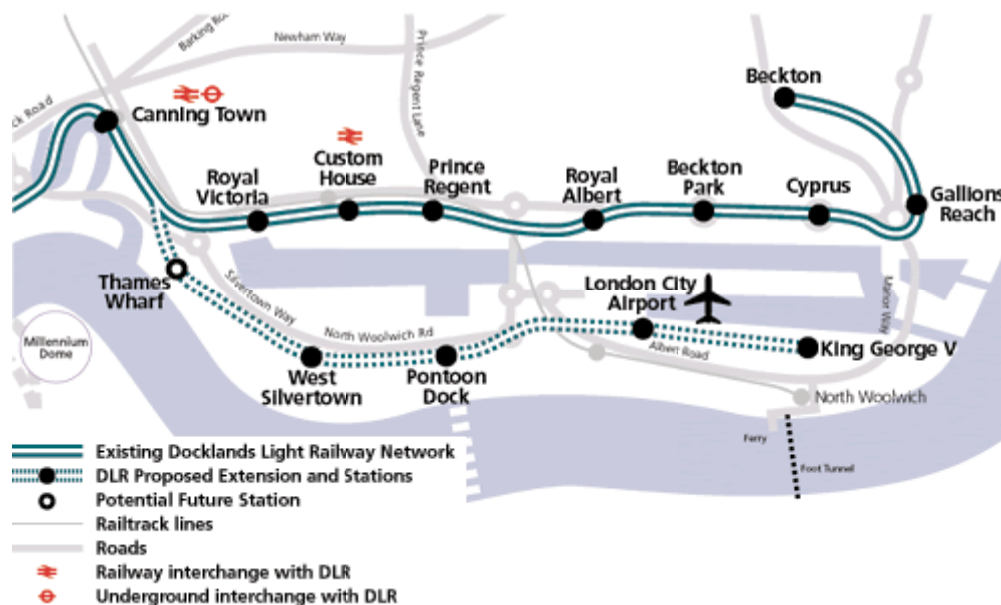 Barking Ro
Newham Way
Prince Regent Lane
ck Road
Beckton
Canning Town
Custom
House
Royal
Victoria
Prince
Regent
Royal
Albert
Beckton
Park
Cyprus
Gallions
Reach
Thames
Wharf
Silvertown Way
London City
Airport
Manor Way
Millennium
Dome
North Woolwich Rd
Albert Road
King George V
West
Silvertown
Pontoon
Dock
North Woolwich
Ferry
Foot Tunnel
Existing Docklands Light Railway Network
DLR Proposed Extension and Stations
Potential Future Station
Railtrack lines
Roads
Railway interchange with DLR
Underground interchange with DLR